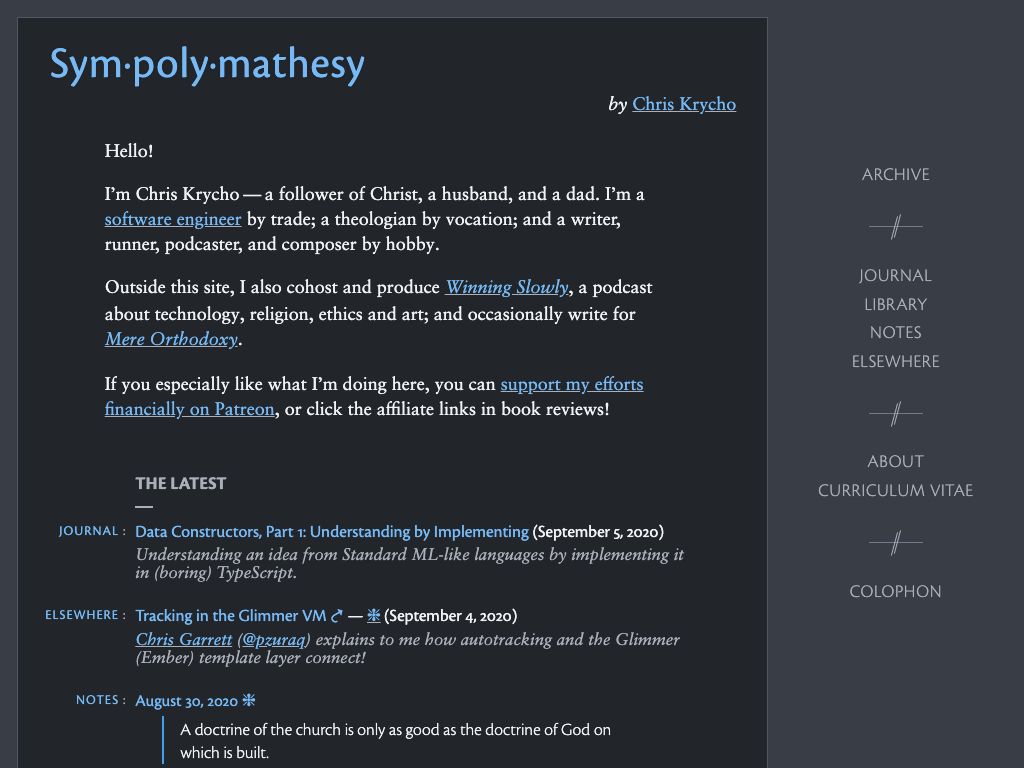 Sym·poly·mathesy
by Chris Krycho
Hello!
I’m Chris Krycho — a follower of Christ, a husband, and a dad. I’m a
software engineer by trade; a theologian by vocation; and a writer,
runner, podcaster, and composer by hobby.
Outside this site, I also cohost and produce Winning Slowly, a podcast
about technology, religion, ethics and art; and occasionally write for
Mere Orthodoxy.
If you especially like what I’m doing here, you can support my efforts
financially on Patreon, or click the affiliate links in book reviews!
THE LATEST
—
JOURNAL : Data Constructors, Part 1: Understanding by Implementing (September 5, 2020)
Understanding an idea from Standard ML-like languages by implementing it
in (boring) TypeScript.
ELSEWHERE : Tracking in the Glimmer VM ⤤ — ❉ (September 4, 2020)
Chris Garrett (@pzuraq) explains to me how autotracking and the Glimmer
(Ember) template layer connect!
NOTES : August 30, 2020 ❉
A doctrine of the church is only as good as the doctrine of God on
which is built.
ARCHIVE
JOURNAL
LIBRARY
NOTES
ELSEWHERE
ABOUT
CURRICULUM VITAE
COLOPHON